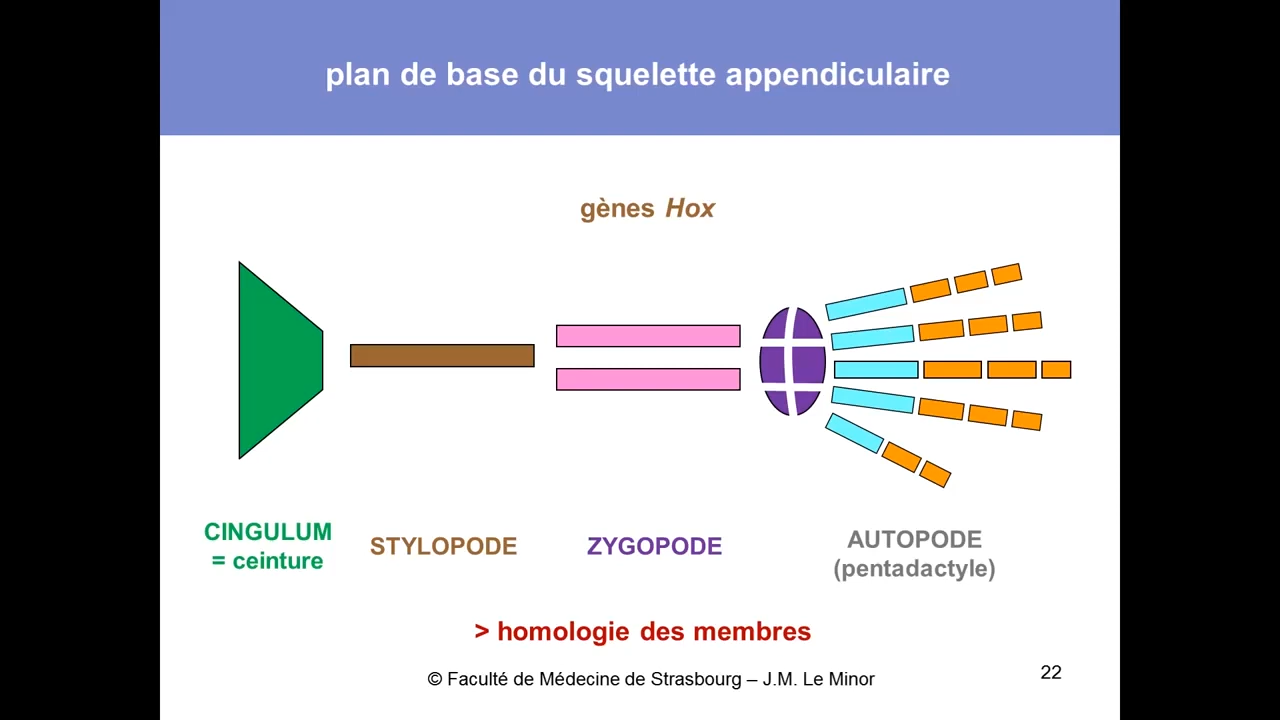 plan de base du squelette appendiculaire
gènes Hox
CINGULUM
= ceinture
STYLOPODE
ZYGOPODE
AUTOPODE
(pentadactyle)
> homologie des membres
© Faculté de Médecine de Strasbourg – J.M. Le Minor
22